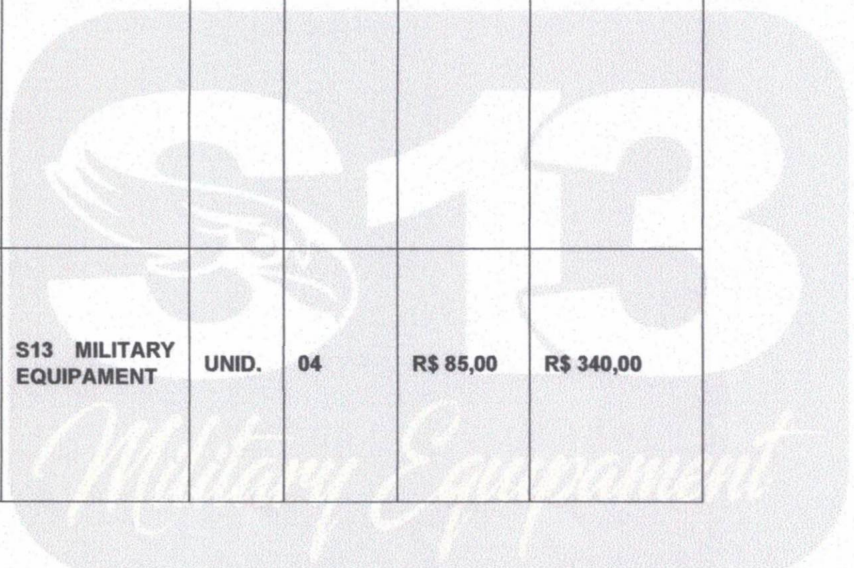 S13
S13 MILITARY
EQUIPAMENT
UNID.
04
R$ 85,00
R$ 340,00
Military Equipament